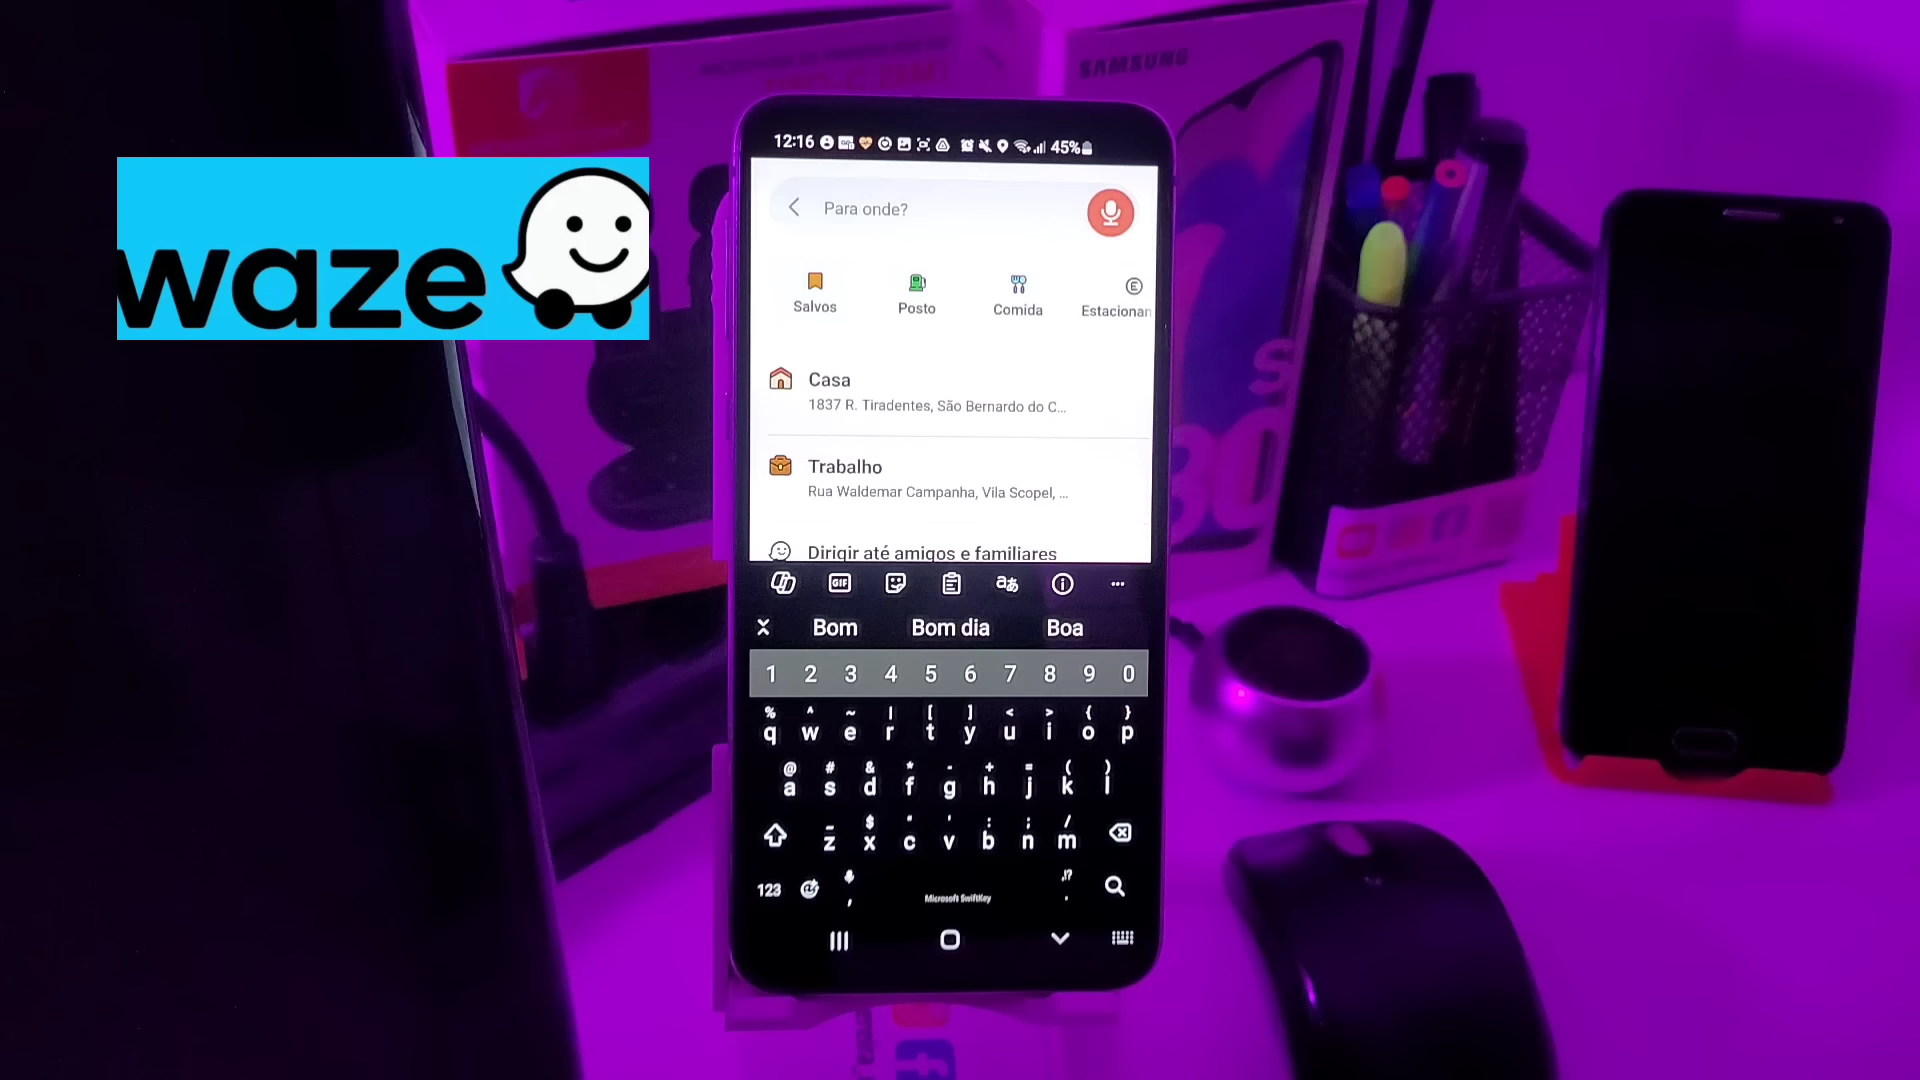 SAMSUNG
waze
12:16 45%
Para onde?
Salvos Posto Comida Estacionan
Casa
1837 R. Tiradentes, São Bernardo do C...
Trabalho
Rua Waldemar Campanha, Vila Scopel, ...
Dirigir até amigos e familiares
GIF
Bom Bom dia Boa
1 2 3 4 5 6 7 8 9 0
% ^ ~ | [ ] < > { }
q w e r t y u i o p
@ # & * - + = ( )
a s d f g h j k l
_ $ " ' : ; /
z x c v b n m
123 , Microsoft SwiftKey ,!? .